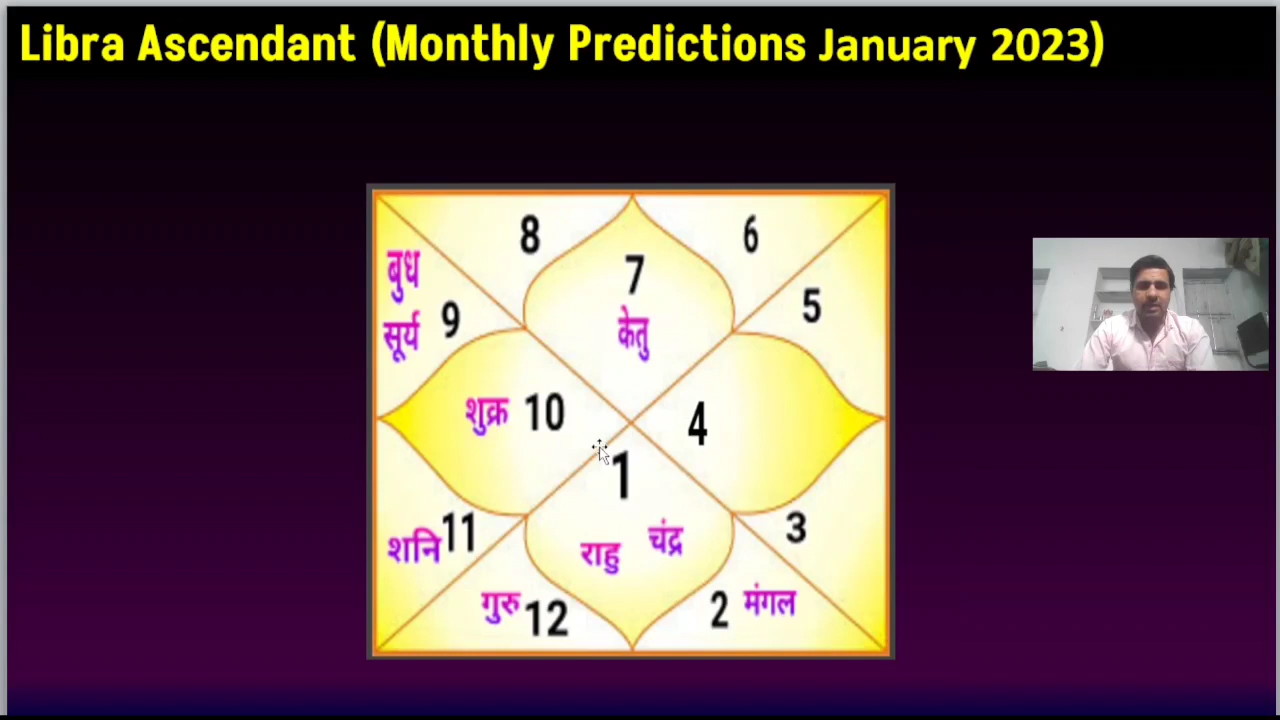 Libra Ascendant (Monthly Predictions January 2023)
8
6
7
बुध
5
9
सूर्य
केतु
शुक्र 10
4
1
शनि 11
3
राहु चंद्र
गुरु 12
2 मंगल